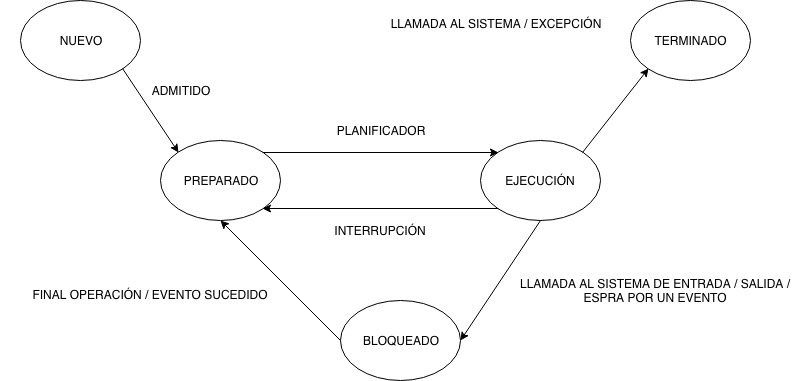 LLAMADA AL SISTEMA / EXCEPCIÓN
NUEVO
TERMINADO
ADMITIDO
PLANIFICADOR
PREPARADO
EJECUCIÓN
INTERRUPCIÓN
LLAMADA AL SISTEMA DE ENTRADA / SALIDA /
ESPRA POR UN EVENTO
FINAL OPERACIÓN / EVENTO SUCEDIDO
BLOQUEADO